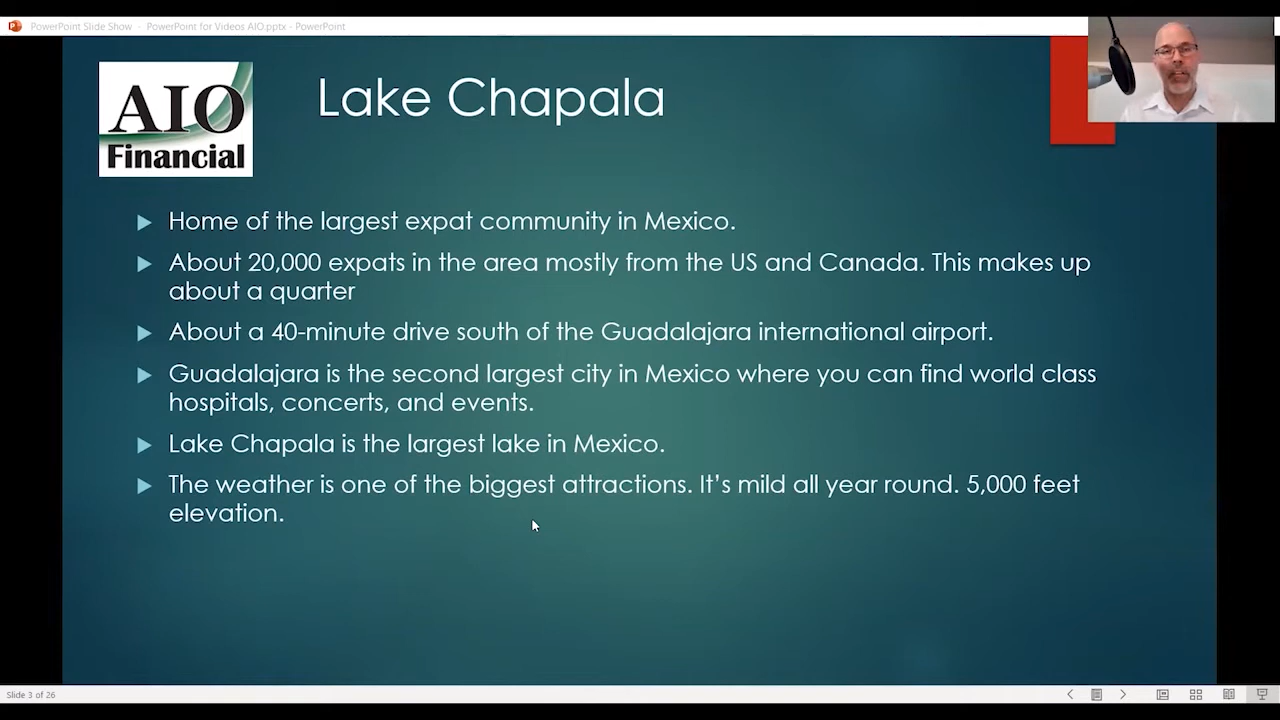 PowerPoint Slide Show - PowerPoint for Videos AIO.pptx - PowerPoint
AIO
Financial
Lake Chapala
Home of the largest expat community in Mexico.
About 20,000 expats in the area mostly from the US and Canada. This makes up
about a quarter
About a 40-minute drive south of the Guadalajara international airport.
Guadalajara is the second largest city in Mexico where you can find world class
hospitals, concerts, and events.
Lake Chapala is the largest lake in Mexico.
The weather is one of the biggest attractions. It’s mild all year round. 5,000 feet
elevation.
Slide 3 of 26